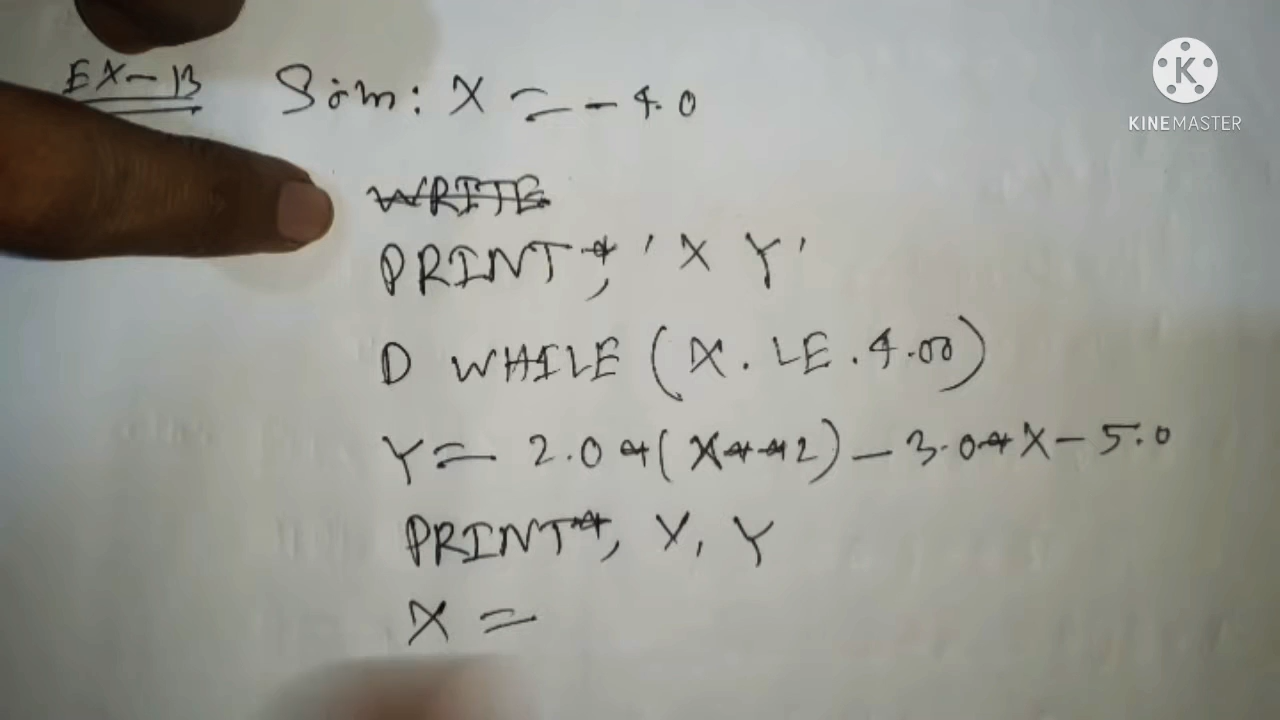 EX-13 Soln: X = -4.0
WRITE
PRINT*, 'X Y'
D WHILE (X.LE.4.00)
Y = 2.0*(X**2)-3.0*X-5.0
PRINT*, X, Y
X =
K
KINEMASTER